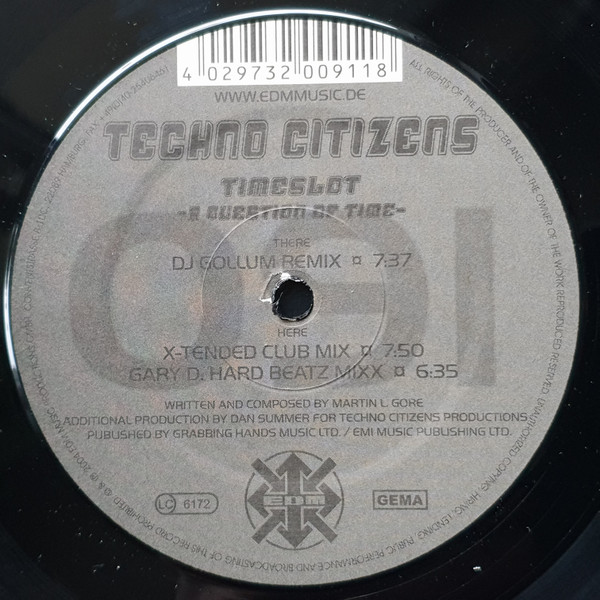 4 029732 009118
WWW.EDMMUSIC.DE
TECHNO CITIZENS
TIMESLOT
-A QUESTION OF TIME-
THERE
DJ GOLLUM REMIX ¤ 7:37
HERE
X-TENDED CLUB MIX ¤ 7:50
GARY D. HARD BEATZ MIXX ¤ 6:35
WRITTEN AND COMPOSED BY MARTIN L. GORE
ADDITIONAL PRODUCTION BY DAN SUMMER FOR TECHNO CITIZENS PRODUCTIONS
PUBLISHED BY GRABBING HANDS MUSIC LTD. / EMI MUSIC PUBLISHING LTD.
EDM
LC 6172
GEMA
ALL RIGHTS OF THE PRODUCER AND OF THE OWNER OF THE WORK REPRODUCED RESERVED. UNAUTHORIZED COPYING, HIRING, LENDING, PUBLIC PERFORMANCE AND BROADCASTING OF THIS RECORD PROHIBITED.
2004 EDM